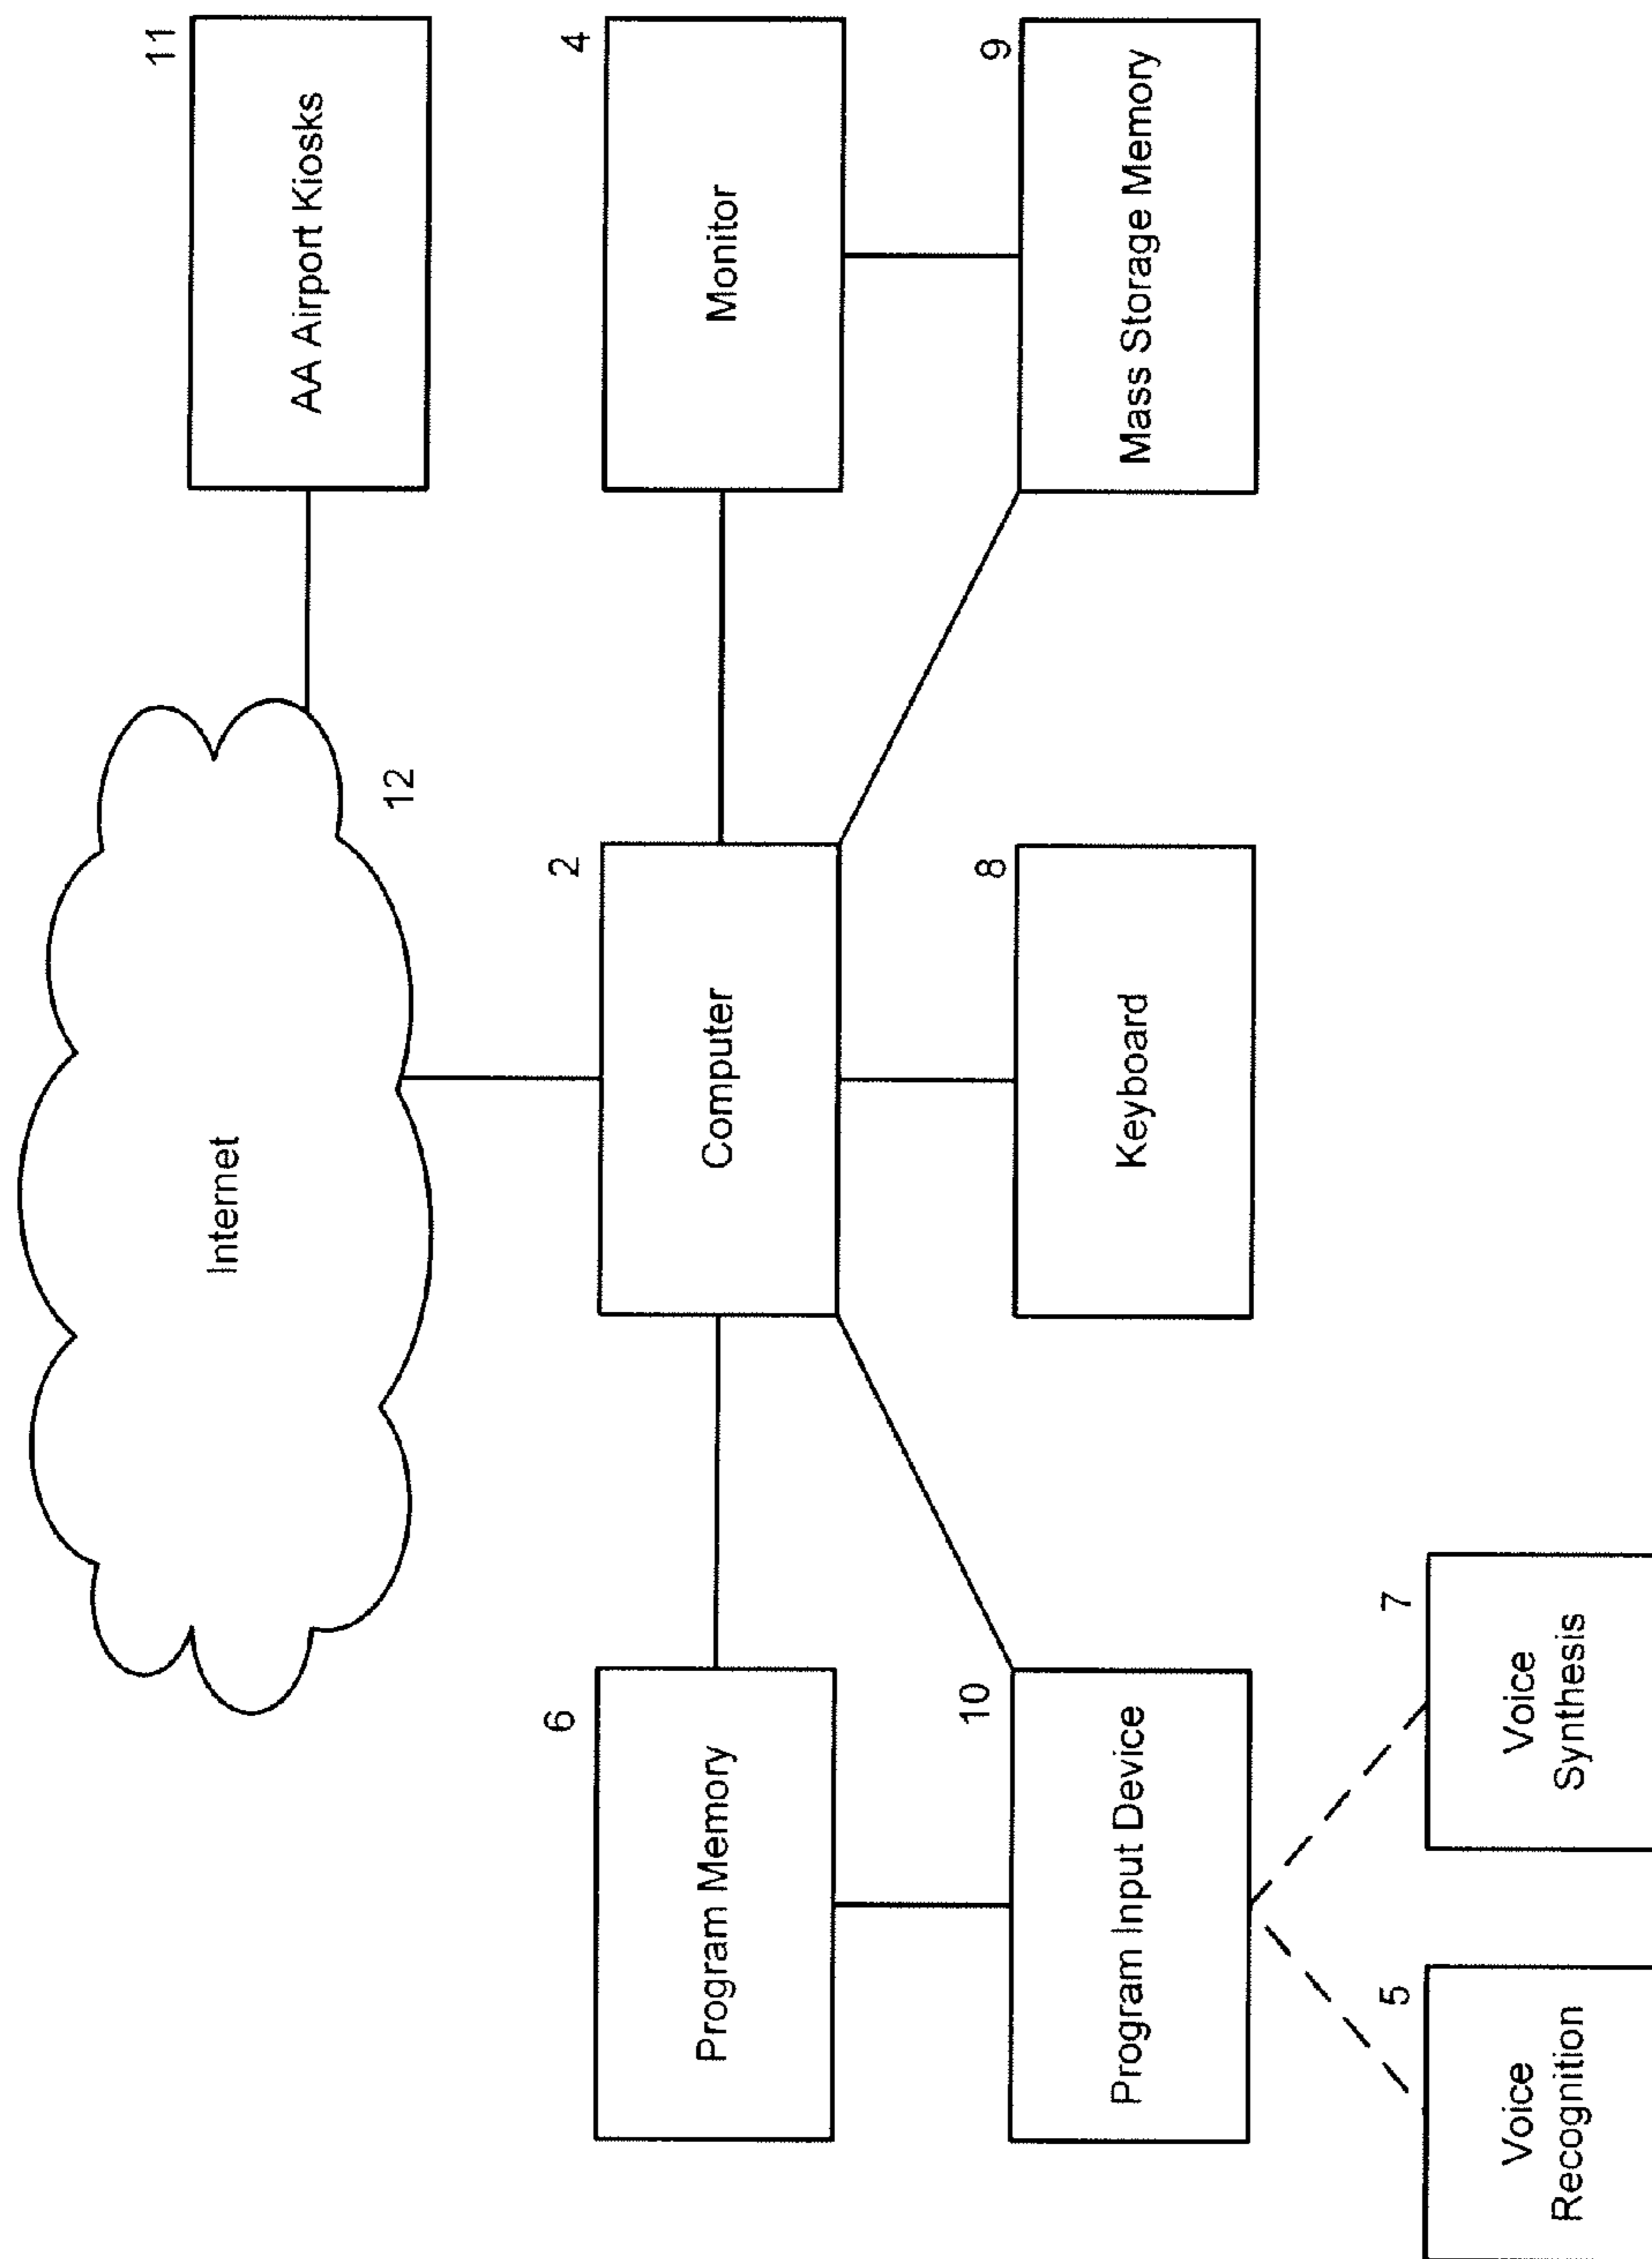 11
Internet
AA Airport Kiosks
12
6
2
4
Program Memory
Computer
Monitor
10
8
9
Program Input Device
Keyboard
Mass Storage Memory
5
7
Voice
Recognition
Voice
Synthesis